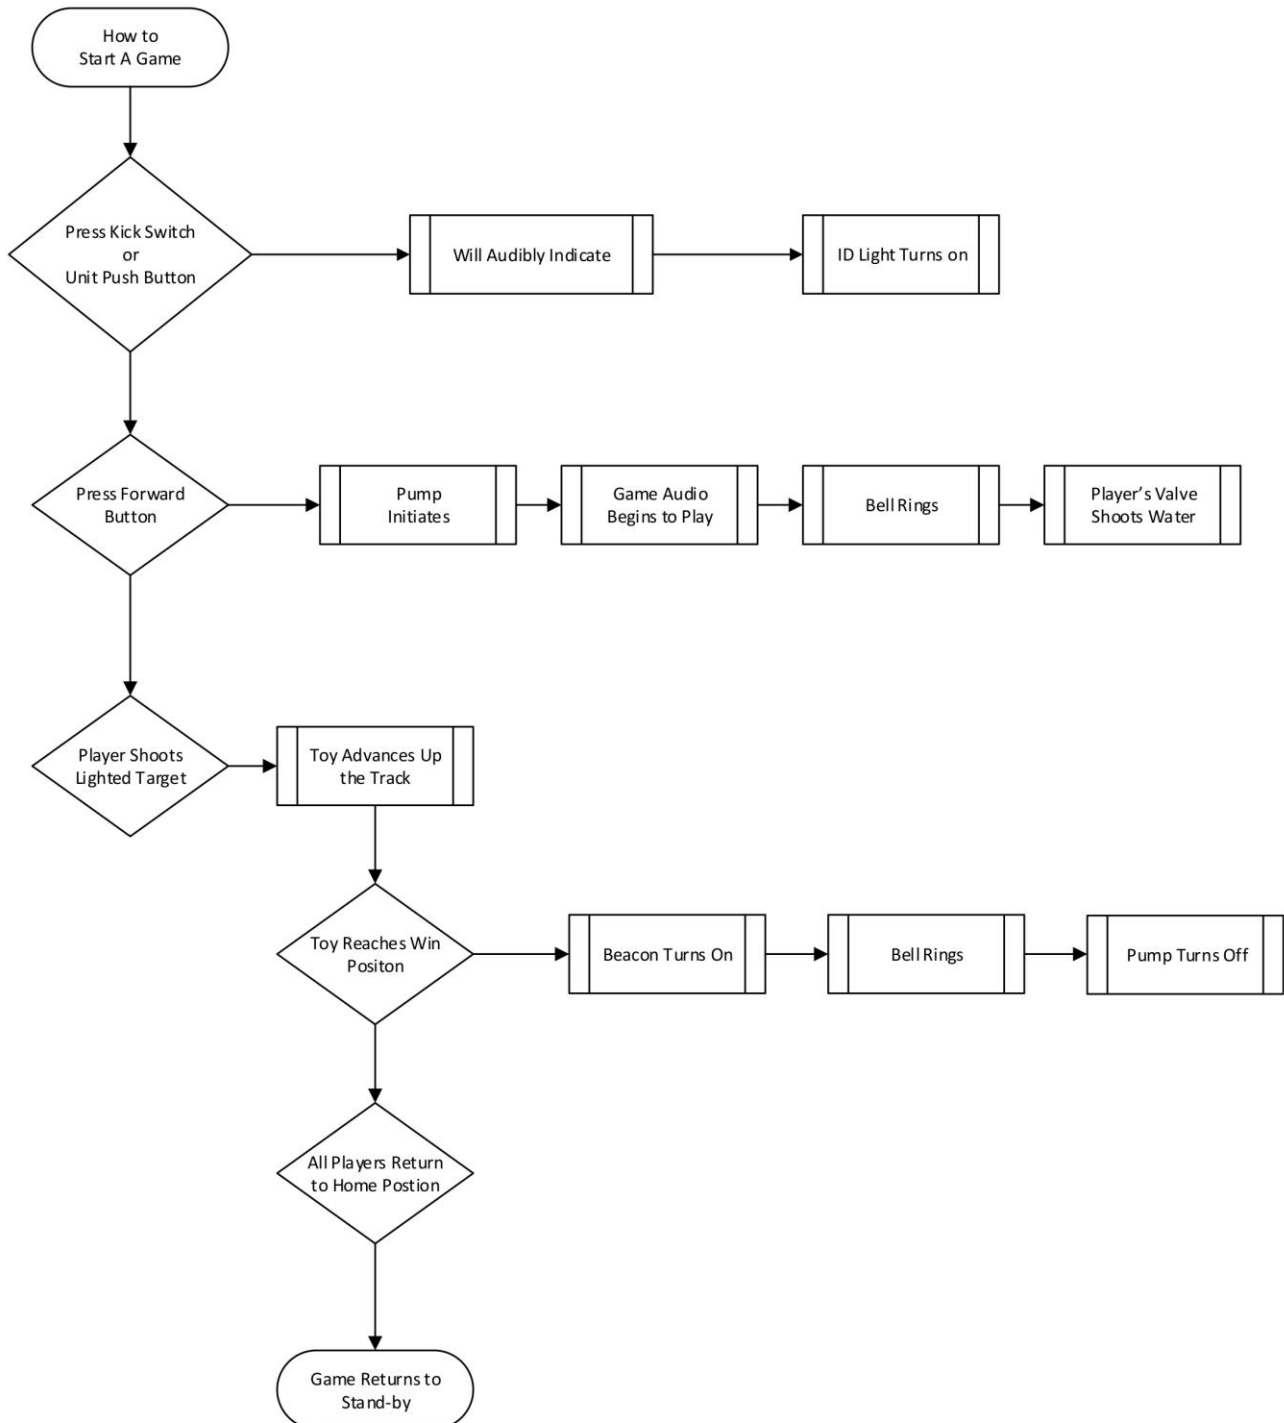 How to
Start A Game
Press Kick Switch
or
Unit Push Button
Will Audibly Indicate
ID Light Turns on
Press Forward
Button
Pump
Initiates
Game Audio
Begins to Play
Bell Rings
Player’s Valve
Shoots Water
Player Shoots
Lighted Target
Toy Advances Up
the Track
Toy Reaches Win
Positon
Beacon Turns On
Bell Rings
Pump Turns Off
All Players Return
to Home Postion
Game Returns to
Stand-by